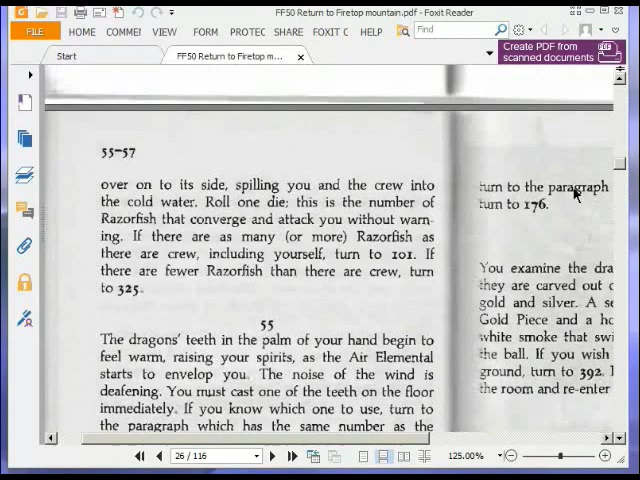 FF50 Return to Firetop mountain.pdf - Foxit Reader
FILE HOME COMMEI VIEW FORM PROTEC SHARE FOXIT C HELP Find
Start FF50 Return to Firetop m...
Create PDF from
scanned documents
55-57
over on to its side, spilling you and the crew into
the cold water. Roll one die; this is the number of
Razorfish that converge and attack you without warn-
ing. If there are as many (or more) Razorfish as
there are crew, including yourself, turn to 101. If
there are fewer Razorfish than there are crew, turn
to 325.
55
The dragons' teeth in the palm of your hand begin to
feel warm, raising your spirits, as the Air Elemental
starts to envelop you. The noise of the wind is
deafening. You must cast one of the teeth on the floor
immediately. If you know which one to use, turn to
the paragraph which has the same number as the
turn to the paragraph
turn to 176.
You examine the dra
they are carved out o
gold and silver. A se
Gold Piece and a ho
white smoke that swi
the ball. If you wish
ground, turn to 392. I
the room and re-enter
26 / 116 125.00%